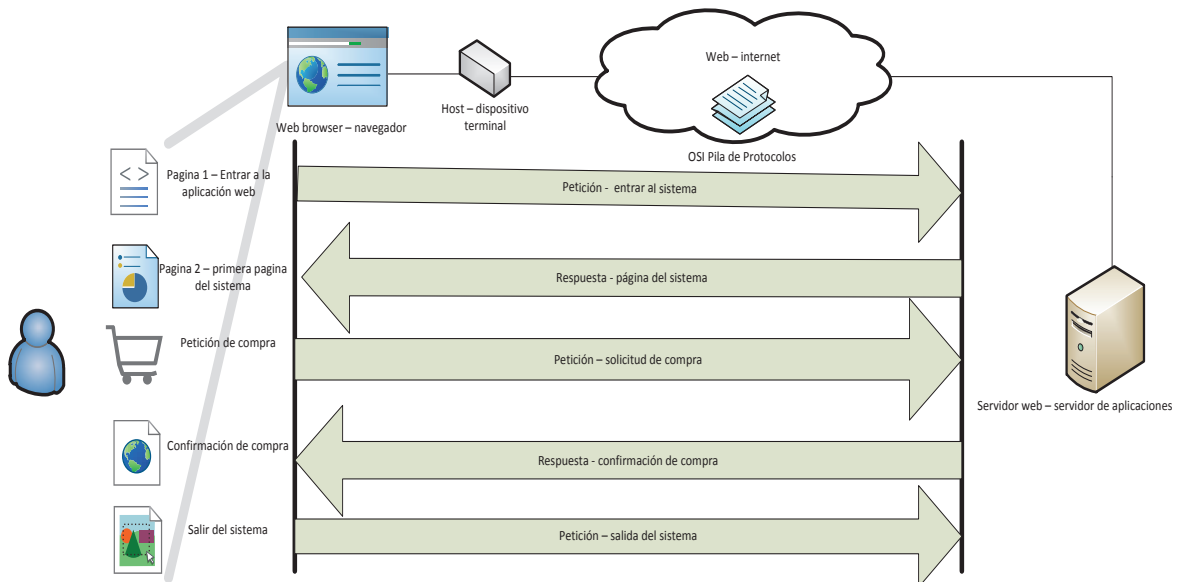 Web – internet
Host – dispositivo
terminal
Web browser – navegador
OSI Pila de Protocolos
Pagina 1 – Entrar a la
aplicación web
Petición -  entrar al sistema
Pagina 2 – primera pagina
del sistema
Respuesta - página del sistema
Petición de compra
Petición – solicitud de compra
Servidor web – servidor de aplicaciones
Confirmación de compra
Respuesta - confirmación de compra
Salir del sistema
Petición – salida del sistema